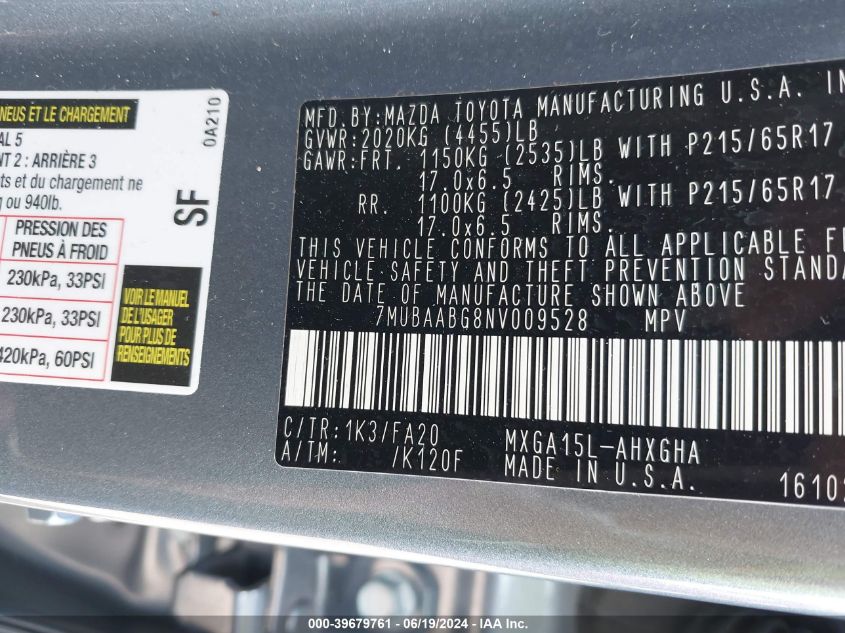 PNEUS ET LE CHARGEMENT
AL 5
NT 2 : ARRIÈRE 3
ts et du chargement ne
ou 940lb.
PRESSION DES
PNEUS À FROID
230kPa, 33PSI
230kPa, 33PSI
420kPa, 60PSI
VOIR LE MANUEL
DE L'USAGER
POUR PLUS DE
RENSEIGNEMENTS
SF
0A210
MFD. BY: MAZDA TOYOTA MANUFACTURING U.S.A. IN
GVWR: 2020KG (4455)LB
GAWR: FRT. 1150KG (2535)LB WITH P215/65R17
17.0x6.5 RIMS.
RR. 1100KG (2425)LB WITH P215/65R17
17.0x6.5 RIMS.
THIS VEHICLE CONFORMS TO ALL APPLICABLE FE
VEHICLE SAFETY AND THEFT PREVENTION STANDA
THE DATE OF MANUFACTURE SHOWN ABOVE.
7MUBAABG8NV009528 MPV
C/TR: 1K3/FA20 MXGA15L-AHXGHA
A/TM: /K120F MADE IN U.S.A.
1610
000-39679761 - 06/19/2024 - IAA Inc.